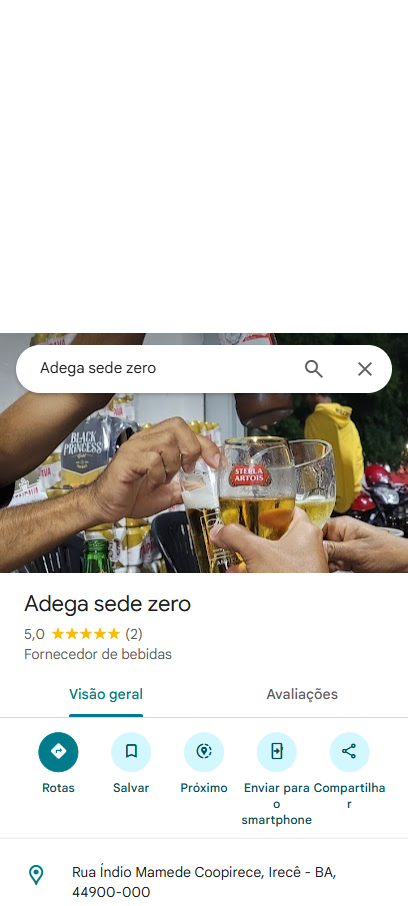 Adega sede zero
BLACK
PRINCESS
STELLA
ARTOIS
Adega sede zero
5,0 (2)
Fornecedor de bebidas
Visão geral
Avaliações
Rotas
Salvar
Próximo
Enviar para
o
smartphone
Compartilha
r
Rua Índio Mamede Coopirece, Irecê - BA,
44900-000